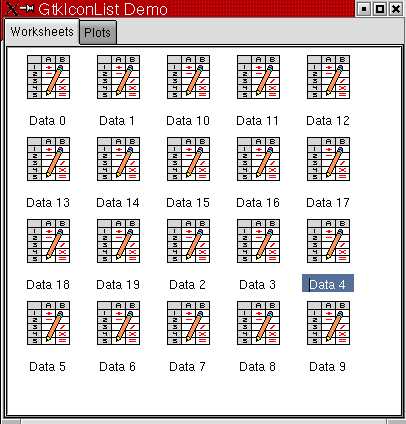 GtkIconList Demo
Worksheets Plots
Data 0 Data 1 Data 10 Data 11 Data 12
Data 13 Data 14 Data 15 Data 16 Data 17
Data 18 Data 19 Data 2 Data 3 Data 4
Data 5 Data 6 Data 7 Data 8 Data 9